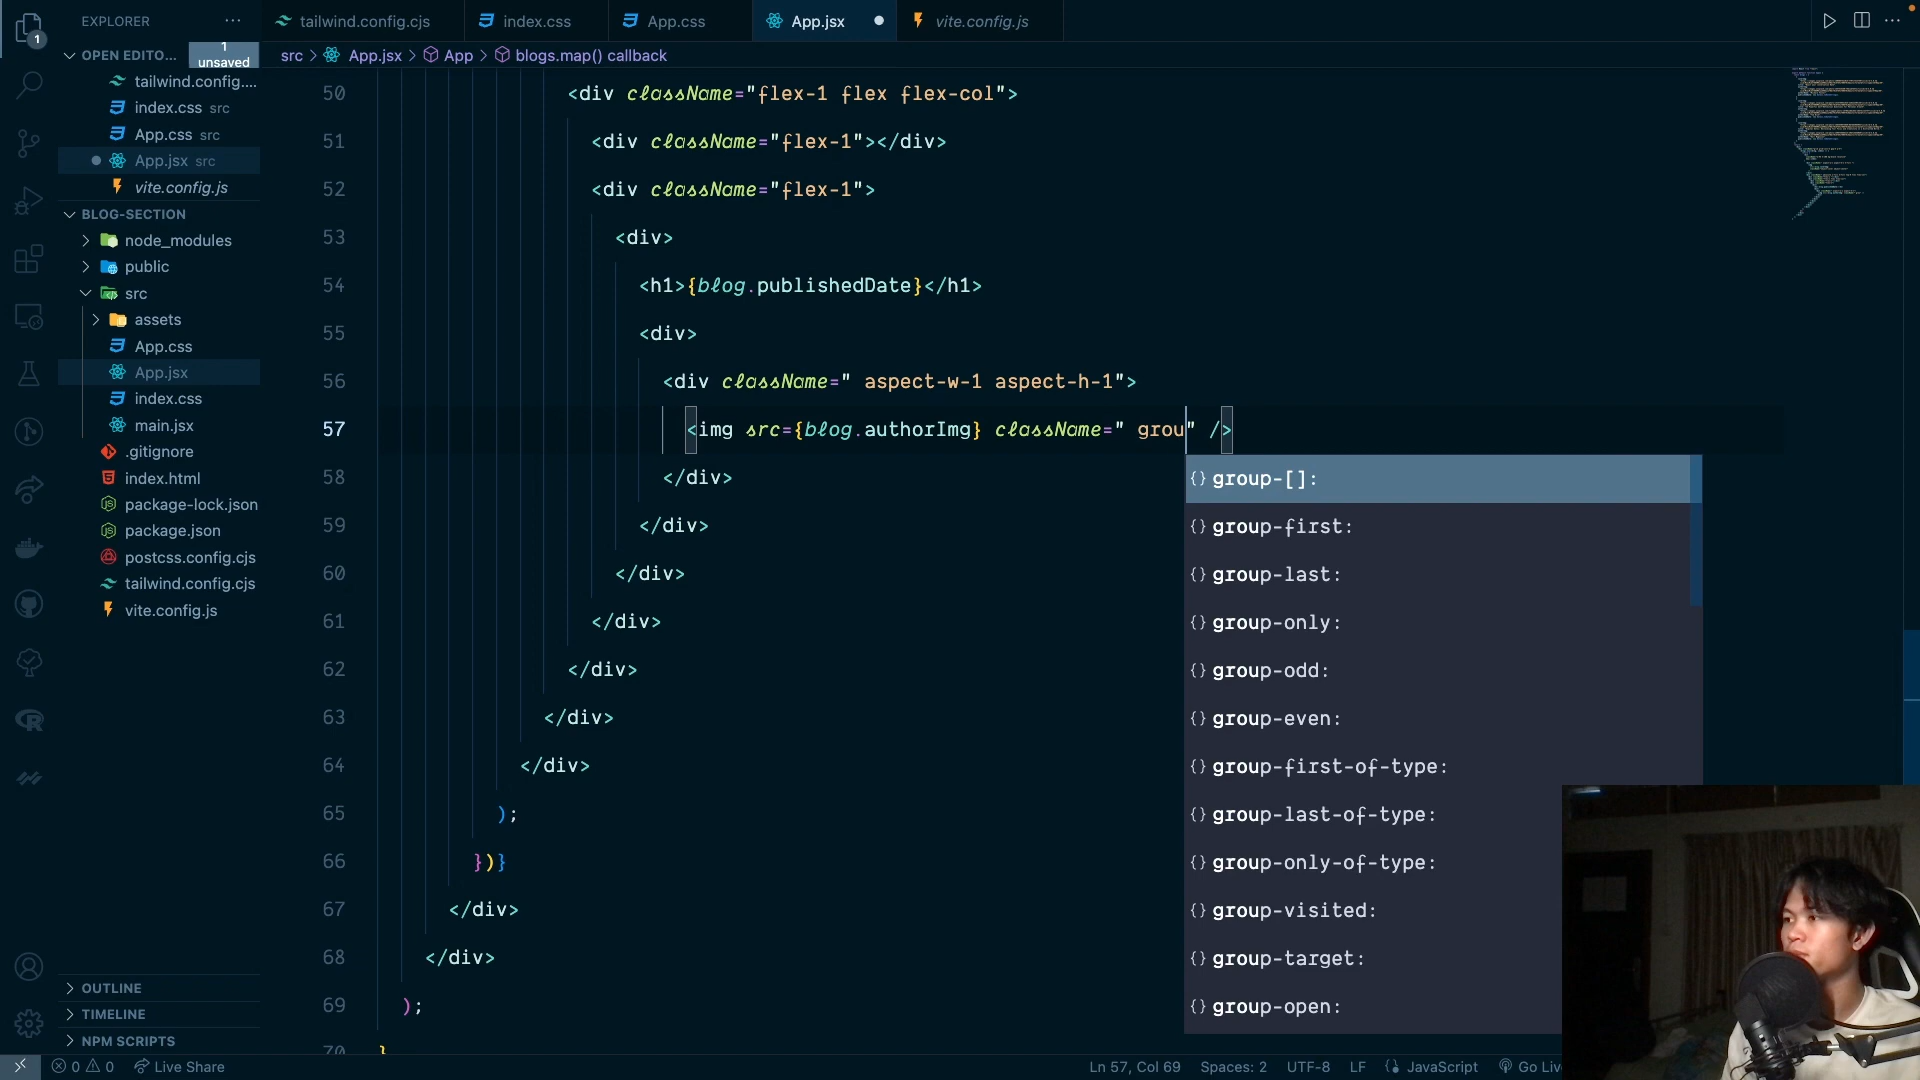 EXPLORER
OPEN EDITO...
1 unsaved
tailwind.config....
index.css src
App.css src
App.jsx src
vite.config.js
BLOG-SECTION
node_modules
public
src
assets
App.css
App.jsx
index.css
main.jsx
.gitignore
index.html
package-lock.json
package.json
postcss.config.cjs
tailwind.config.cjs
vite.config.js
OUTLINE
TIMELINE
NPM SCRIPTS
1
tailwind.config.cjs index.css App.css App.jsx vite.config.js
src > App.jsx > App > blogs.map() callback
50 <div className="flex-1 flex flex-col">
51 <div className="flex-1"></div>
52 <div className="flex-1">
53 <div>
54 <h1>{blog.publishedDate}</h1>
55 <div>
56 <div className=" aspect-w-1 aspect-h-1">
57 <img src={blog.authorImg} className=" grou" />
58 </div>
59 </div>
60 </div>
61 </div>
62 </div>
63 </div>
64 </div>
65 );
66 })}
67 </div>
68 </div>
69 );
70 }
{} group-[]:
{} group-first:
{} group-last:
{} group-only:
{} group-odd:
{} group-even:
{} group-first-of-type:
{} group-last-of-type:
{} group-only-of-type:
{} group-visited:
{} group-target:
{} group-open:
0 0 Live Share
Ln 57, Col 69 Spaces: 2 UTF-8 LF JavaScript Go Liv